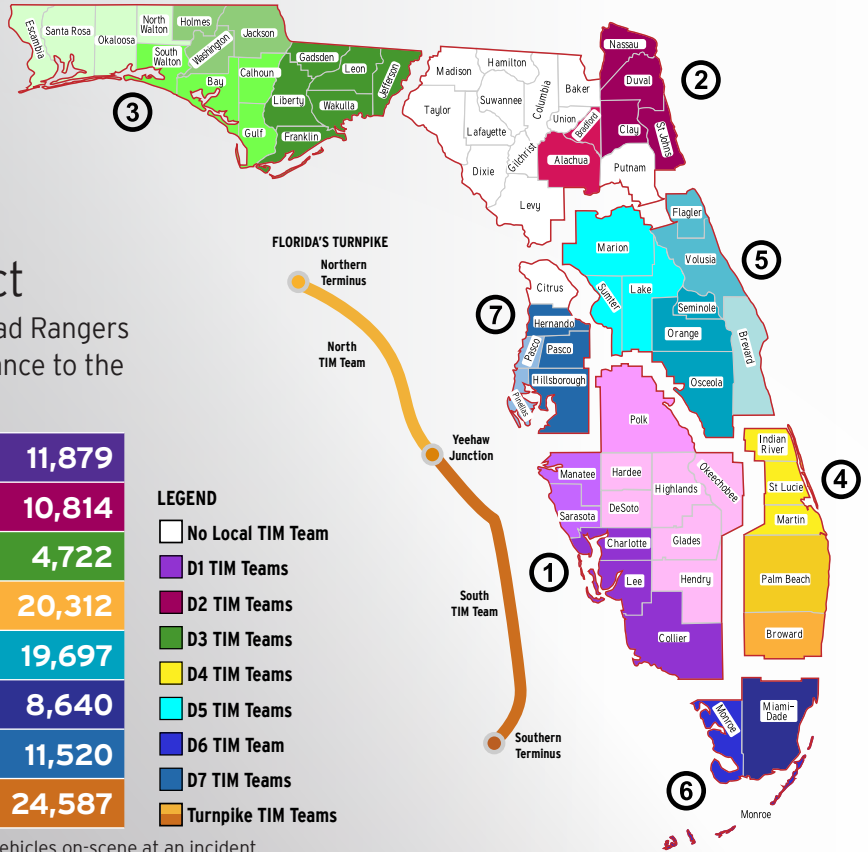 Escambia
Santa Rosa
Okaloosa
North
Walton
Holmes
South
Walton
Washington
Jackson
Bay
Calhoun
Gulf
Gadsden
Leon
Jefferson
Liberty
Wakulla
Franklin
3
Madison
Hamilton
Taylor
Suwannee
Columbia
Baker
Lafayette
Union
Bradford
Gilchrist
Dixie
Alachua
Levy
Putnam
Nassau
Duval
Clay
St Johns
2
Flagler
Marion
Volusia
Sumter
Lake
Seminole
Orange
Brevard
Osceola
5
Citrus
Hernando
Pasco
Pasco
Hillsborough
Pinellas
7
Polk
Manatee
Hardee
Okeechobee
Highlands
Sarasota
DeSoto
Charlotte
Glades
Lee
Hendry
Collier
1
Indian
River
St Lucie
Martin
Palm Beach
Broward
4
Monroe
Miami-
Dade
Monroe
6
FLORIDA'S TURNPIKE
Northern
Terminus
North
TIM Team
Yeehaw
Junction
South
TIM Team
Southern
Terminus
ct
ad Rangers
ance to the
11,879
10,814
4,722
20,312
19,697
8,640
11,520
24,587
LEGEND
No Local TIM Team
D1 TIM Teams
D2 TIM Teams
D3 TIM Teams
D4 TIM Teams
D5 TIM Teams
D6 TIM Team
D7 TIM Teams
Turnpike TIM Teams
ehicles on-scene at an incident